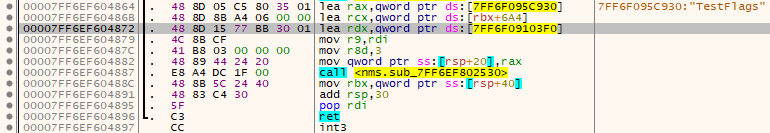 00007FF6EF604864 . 48 8D 05 C5 80 35 01 lea rax,qword ptr ds:[7FF6F095C930] 7FF6F095C930:"TestFlags"
00007FF6EF60486B . 48 8D 8B A4 06 00 00 lea rcx,qword ptr ds:[rbx+6A4]
00007FF6EF604872 . 48 8D 15 77 BB 30 01 lea rdx,qword ptr ds:[7FF6F09103F0]
00007FF6EF604879 . 4C 8B CF mov r9,rdi
00007FF6EF60487C . 41 B8 03 00 00 00 mov r8d,3
00007FF6EF604882 . 48 89 44 24 20 mov qword ptr ss:[rsp+20],rax
00007FF6EF604887 . E8 A4 DC 1F 00 call <nms.sub_7FF6EF802530>
00007FF6EF60488C . 48 8B 5C 24 40 mov rbx,qword ptr ss:[rsp+40]
00007FF6EF604891 . 48 83 C4 30 add rsp,30
00007FF6EF604895 . 5F pop rdi
00007FF6EF604896 . C3 ret
00007FF6EF604897 CC int3